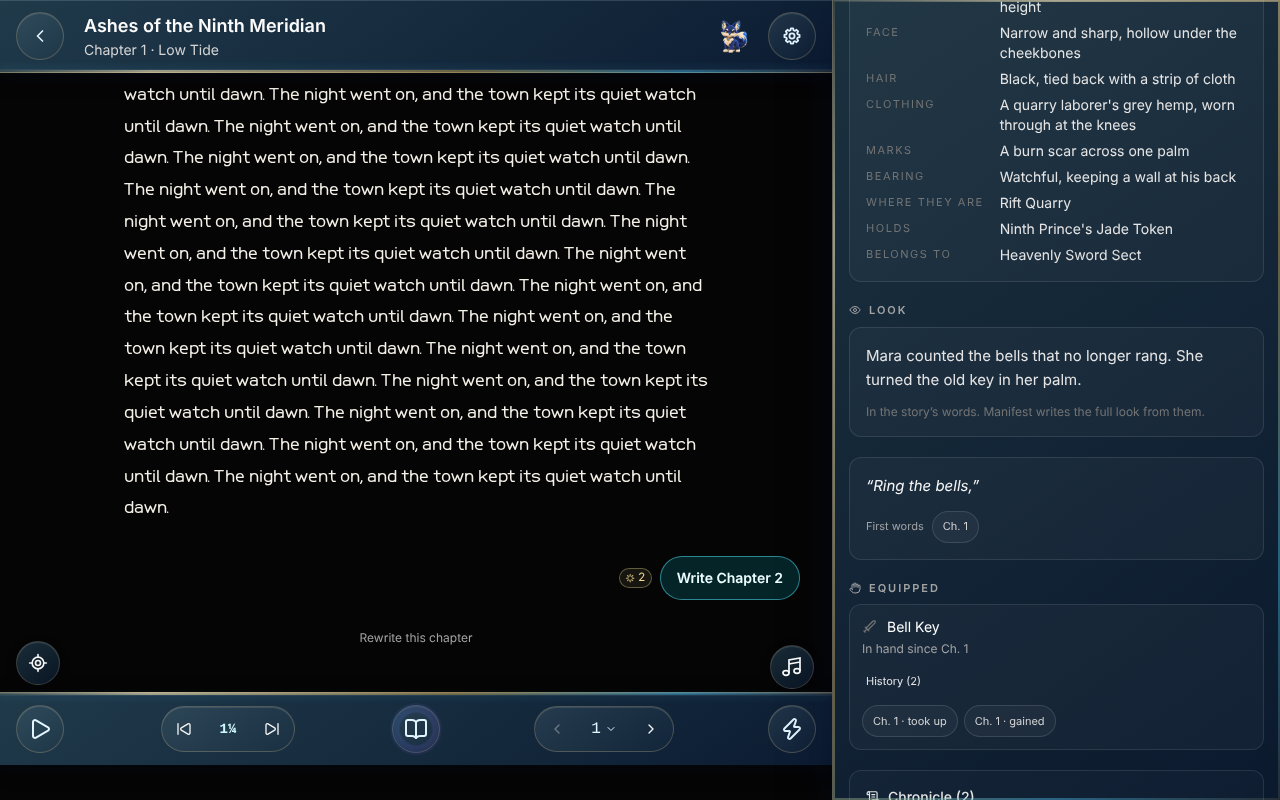 Ashes of the Ninth Meridian
Chapter 1 · Low Tide
watch until dawn. The night went on, and the town kept its quiet watch
until dawn. The night went on, and the town kept its quiet watch until
dawn. The night went on, and the town kept its quiet watch until dawn.
The night went on, and the town kept its quiet watch until dawn. The
night went on, and the town kept its quiet watch until dawn. The night
went on, and the town kept its quiet watch until dawn. The night went
on, and the town kept its quiet watch until dawn. The night went on, and
the town kept its quiet watch until dawn. The night went on, and the
town kept its quiet watch until dawn. The night went on, and the town
kept its quiet watch until dawn. The night went on, and the town kept its
quiet watch until dawn. The night went on, and the town kept its quiet
watch until dawn. The night went on, and the town kept its quiet watch
until dawn. The night went on, and the town kept its quiet watch until
dawn.
2
Write Chapter 2
Rewrite this chapter
1¼
1
height
FACE Narrow and sharp, hollow under the
cheekbones
HAIR Black, tied back with a strip of cloth
CLOTHING A quarry laborer's grey hemp, worn
through at the knees
MARKS A burn scar across one palm
BEARING Watchful, keeping a wall at his back
WHERE THEY ARE Rift Quarry
HOLDS Ninth Prince's Jade Token
BELONGS TO Heavenly Sword Sect
LOOK
Mara counted the bells that no longer rang. She
turned the old key in her palm.
In the story's words. Manifest writes the full look from them.
“Ring the bells,”
First words Ch. 1
EQUIPPED
Bell Key
In hand since Ch. 1
History (2)
Ch. 1 · took up Ch. 1 · gained
Chronicle (2)